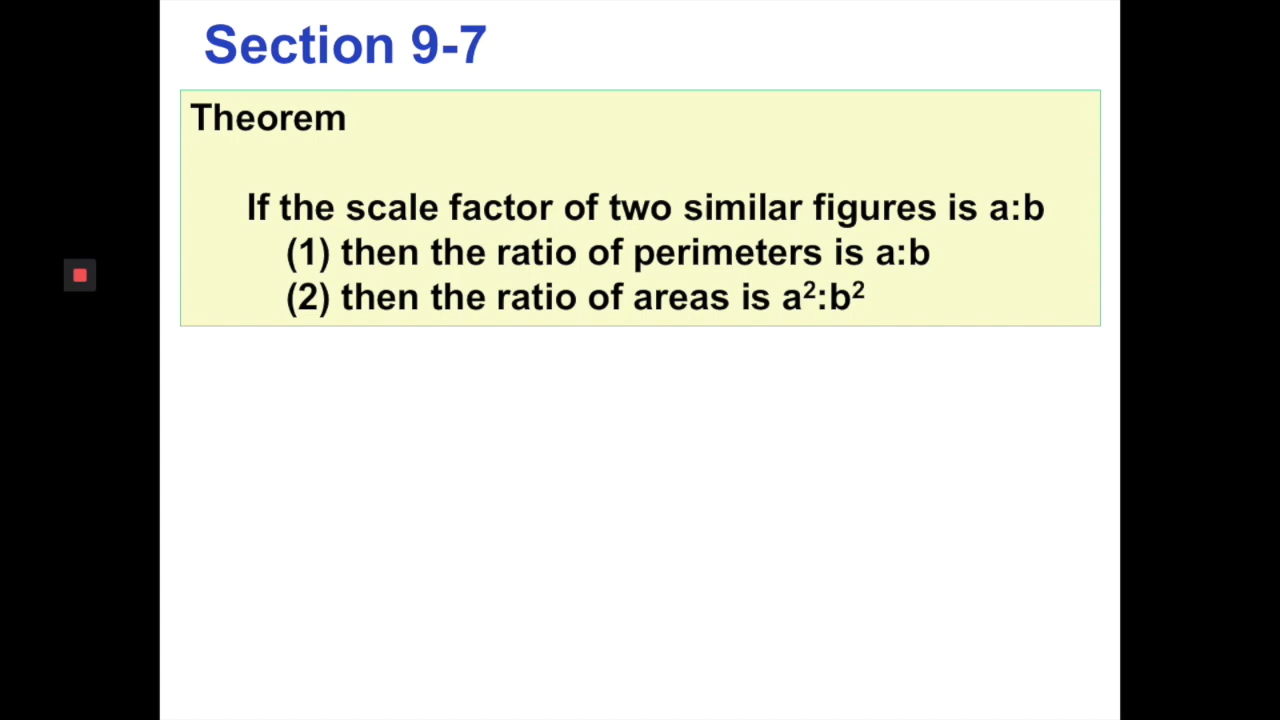 Section 9-7
Theorem
If the scale factor of two similar figures is a:b
(1) then the ratio of perimeters is a:b
(2) then the ratio of areas is a²:b²